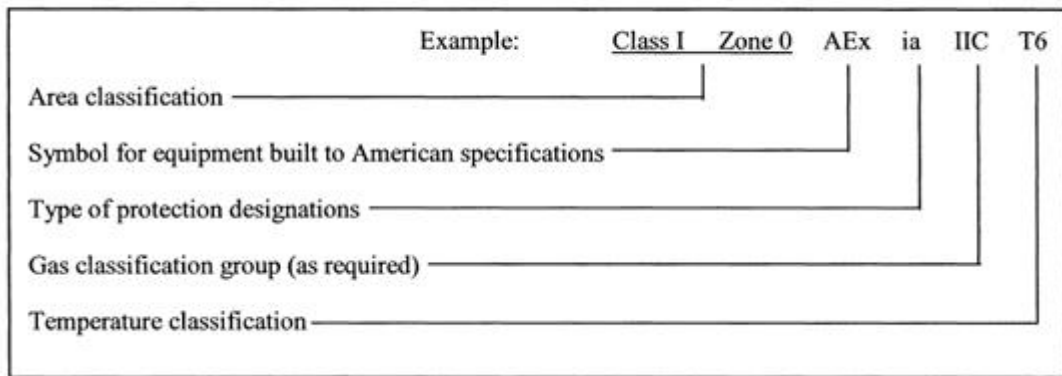 Example: Class I Zone 0 AEx ia IIC T6
Area classification
Symbol for equipment built to American specifications
Type of protection designations
Gas classification group (as required)
Temperature classification